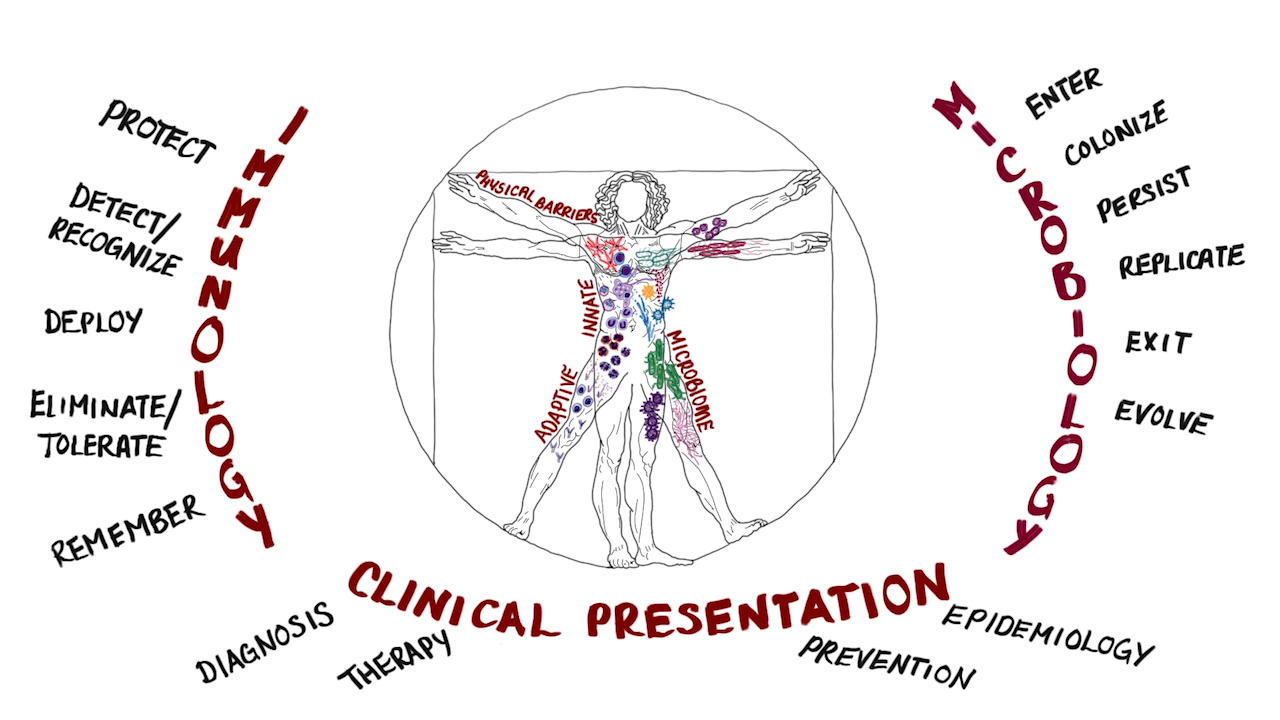 IMMUNOLOGY
PROTECT
DETECT/
RECOGNIZE
DEPLOY
ELIMINATE/
TOLERATE
REMEMBER
PHYSICAL BARRIERS
INNATE
ADAPTIVE
MICROBIOME
MICROBIOLOGY
ENTER
COLONIZE
PERSIST
REPLICATE
EXIT
EVOLVE
CLINICAL PRESENTATION
DIAGNOSIS
THERAPY
PREVENTION
EPIDEMIOLOGY